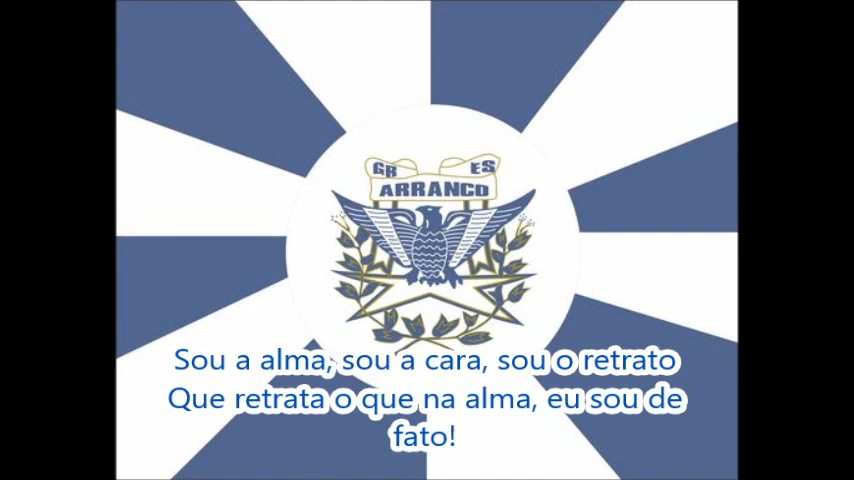 GR ES
ARRANCO
Sou a alma, sou a cara, sou o retrato
Que retrata o que na alma, eu sou de
fato!